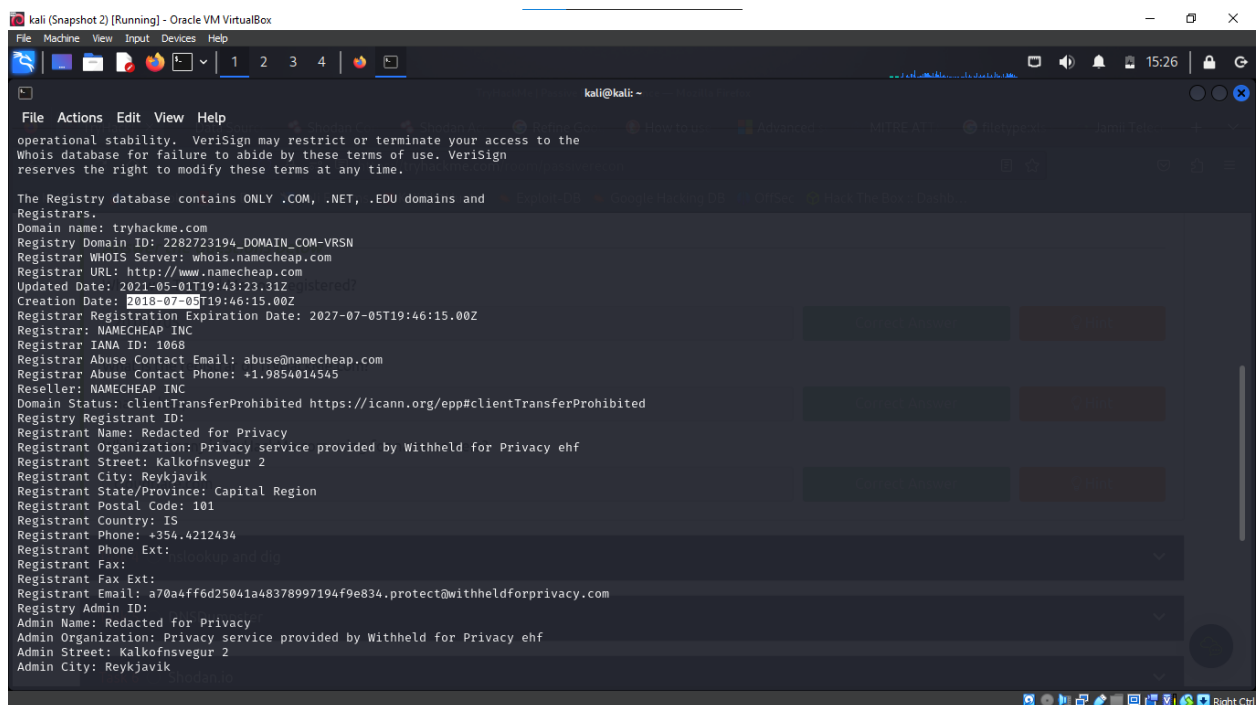 kali (Snapshot 2) [Running] - Oracle VM VirtualBox
File Machine View Input Devices Help
1 2 3 4
15:26
kali@kali: ~
File Actions Edit View Help
operational stability. VeriSign may restrict or terminate your access to the
Whois database for failure to abide by these terms of use. VeriSign
reserves the right to modify these terms at any time.
The Registry database contains ONLY .COM, .NET, .EDU domains and
Registrars.
Domain name: tryhackme.com
Registry Domain ID: 2282723194_DOMAIN_COM-VRSN
Registrar WHOIS Server: whois.namecheap.com
Registrar URL: http://www.namecheap.com
Updated Date: 2021-05-01T19:43:23.31Z
Creation Date: 2018-07-05T19:46:15.00Z
Registrar Registration Expiration Date: 2027-07-05T19:46:15.00Z
Registrar: NAMECHEAP INC
Registrar IANA ID: 1068
Registrar Abuse Contact Email: abuse@namecheap.com
Registrar Abuse Contact Phone: +1.9854014545
Reseller: NAMECHEAP INC
Domain Status: clientTransferProhibited https://icann.org/epp#clientTransferProhibited
Registry Registrant ID:
Registrant Name: Redacted for Privacy
Registrant Organization: Privacy service provided by Withheld for Privacy ehf
Registrant Street: Kalkofnsvegur 2
Registrant City: Reykjavik
Registrant State/Province: Capital Region
Registrant Postal Code: 101
Registrant Country: IS
Registrant Phone: +354.4212434
Registrant Phone Ext:
Registrant Fax:
Registrant Fax Ext:
Registrant Email: a70a4ff6d25041a48378997194f9e834.protect@withheldforprivacy.com
Registry Admin ID:
Admin Name: Redacted for Privacy
Admin Organization: Privacy service provided by Withheld for Privacy ehf
Admin Street: Kalkofnsvegur 2
Admin City: Reykjavik
Shodan.io
Right Ctrl